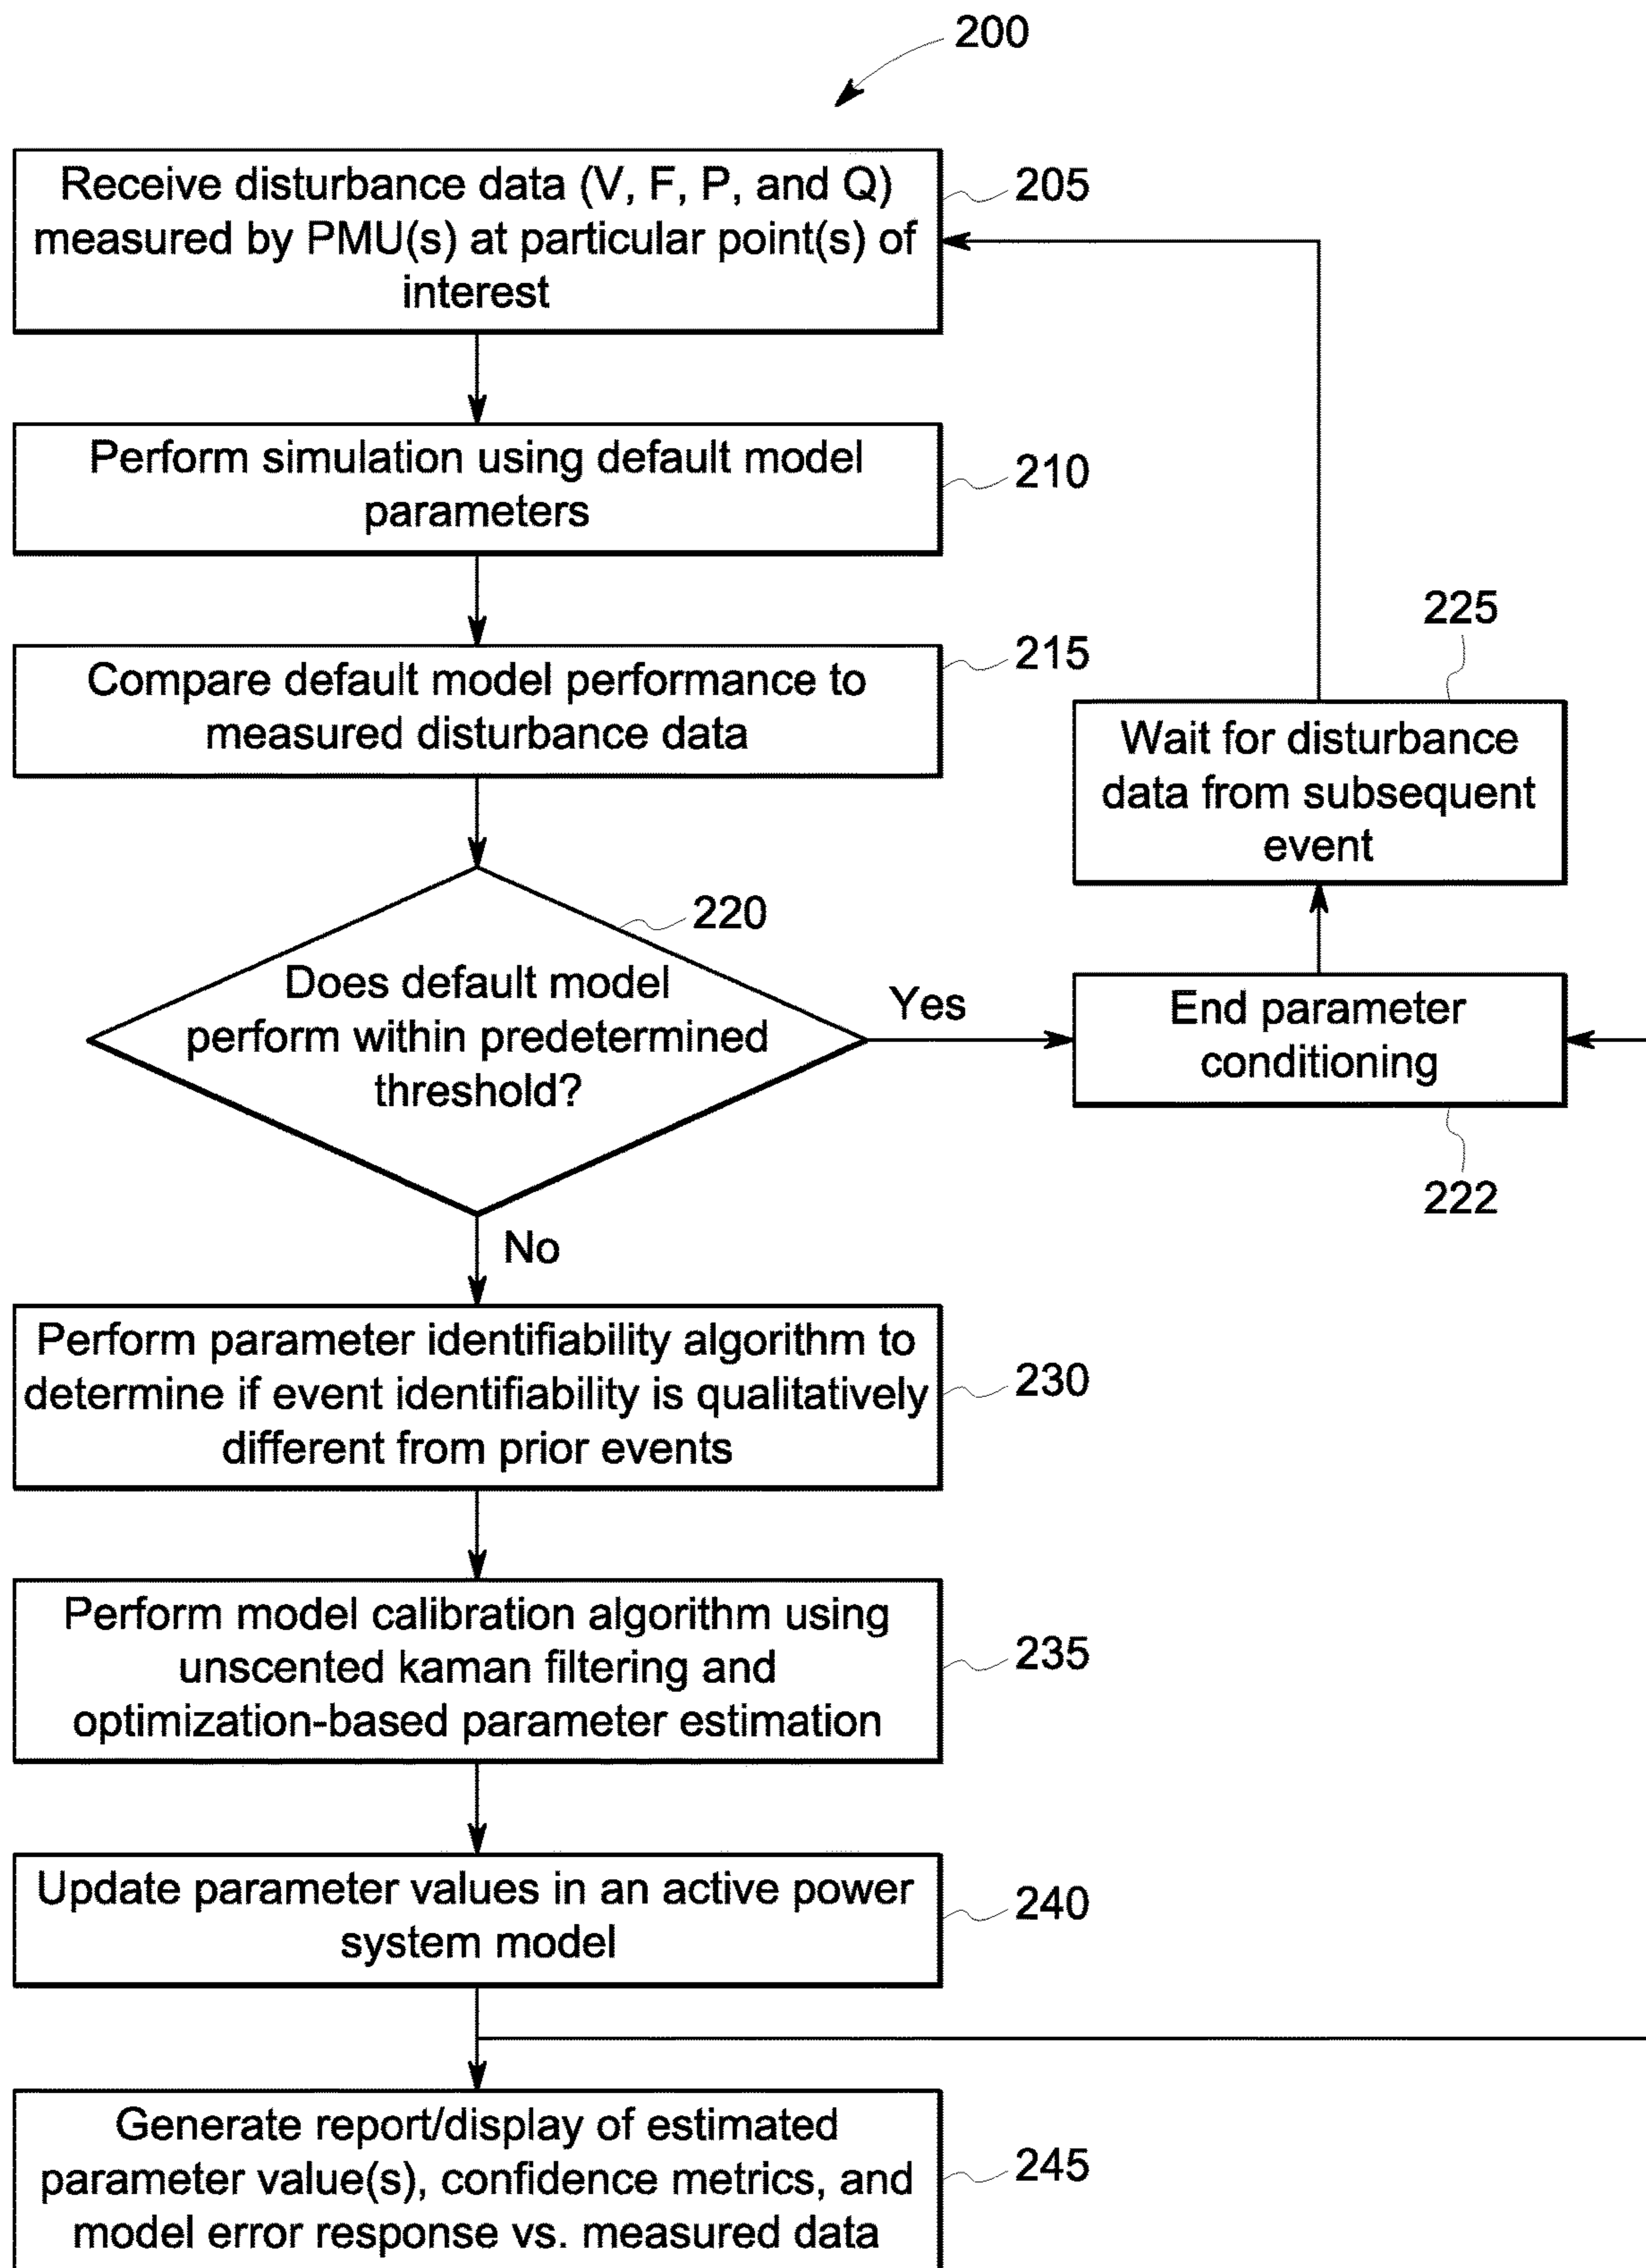 200
Receive disturbance data (V, F, P, and Q)
measured by PMU(s) at particular point(s) of
interest
205
Perform simulation using default model
parameters
210
Compare default model performance to
measured disturbance data
215
225
Wait for disturbance
data from subsequent
event
220
Does default model
perform within predetermined
threshold?
Yes
End parameter
conditioning
222
No
Perform parameter identifiability algorithm to
determine if event identifiability is qualitatively
different from prior events
230
Perform model calibration algorithm using
unscented kaman filtering and
optimization-based parameter estimation
235
Update parameter values in an active power
system model
240
Generate report/display of estimated
parameter value(s), confidence metrics, and
model error response vs. measured data
245